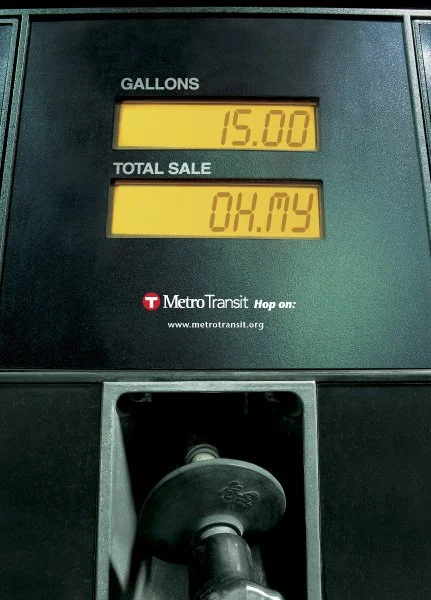 GALLONS
15.00
TOTAL SALE
OH.MY
T MetroTransit Hop on:
www.metrotransit.org